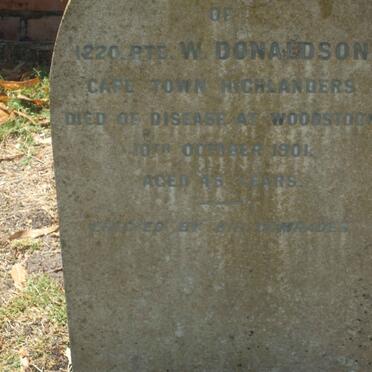 OF
1220. PTE. W. DONALDSON
CAPE TOWN HIGHLANDERS
DIED OF DISEASE AT WOODSTOCK
10TH OCTOBER 1901.
AGED YEARS.
ERECTED BY HIS COMRADES